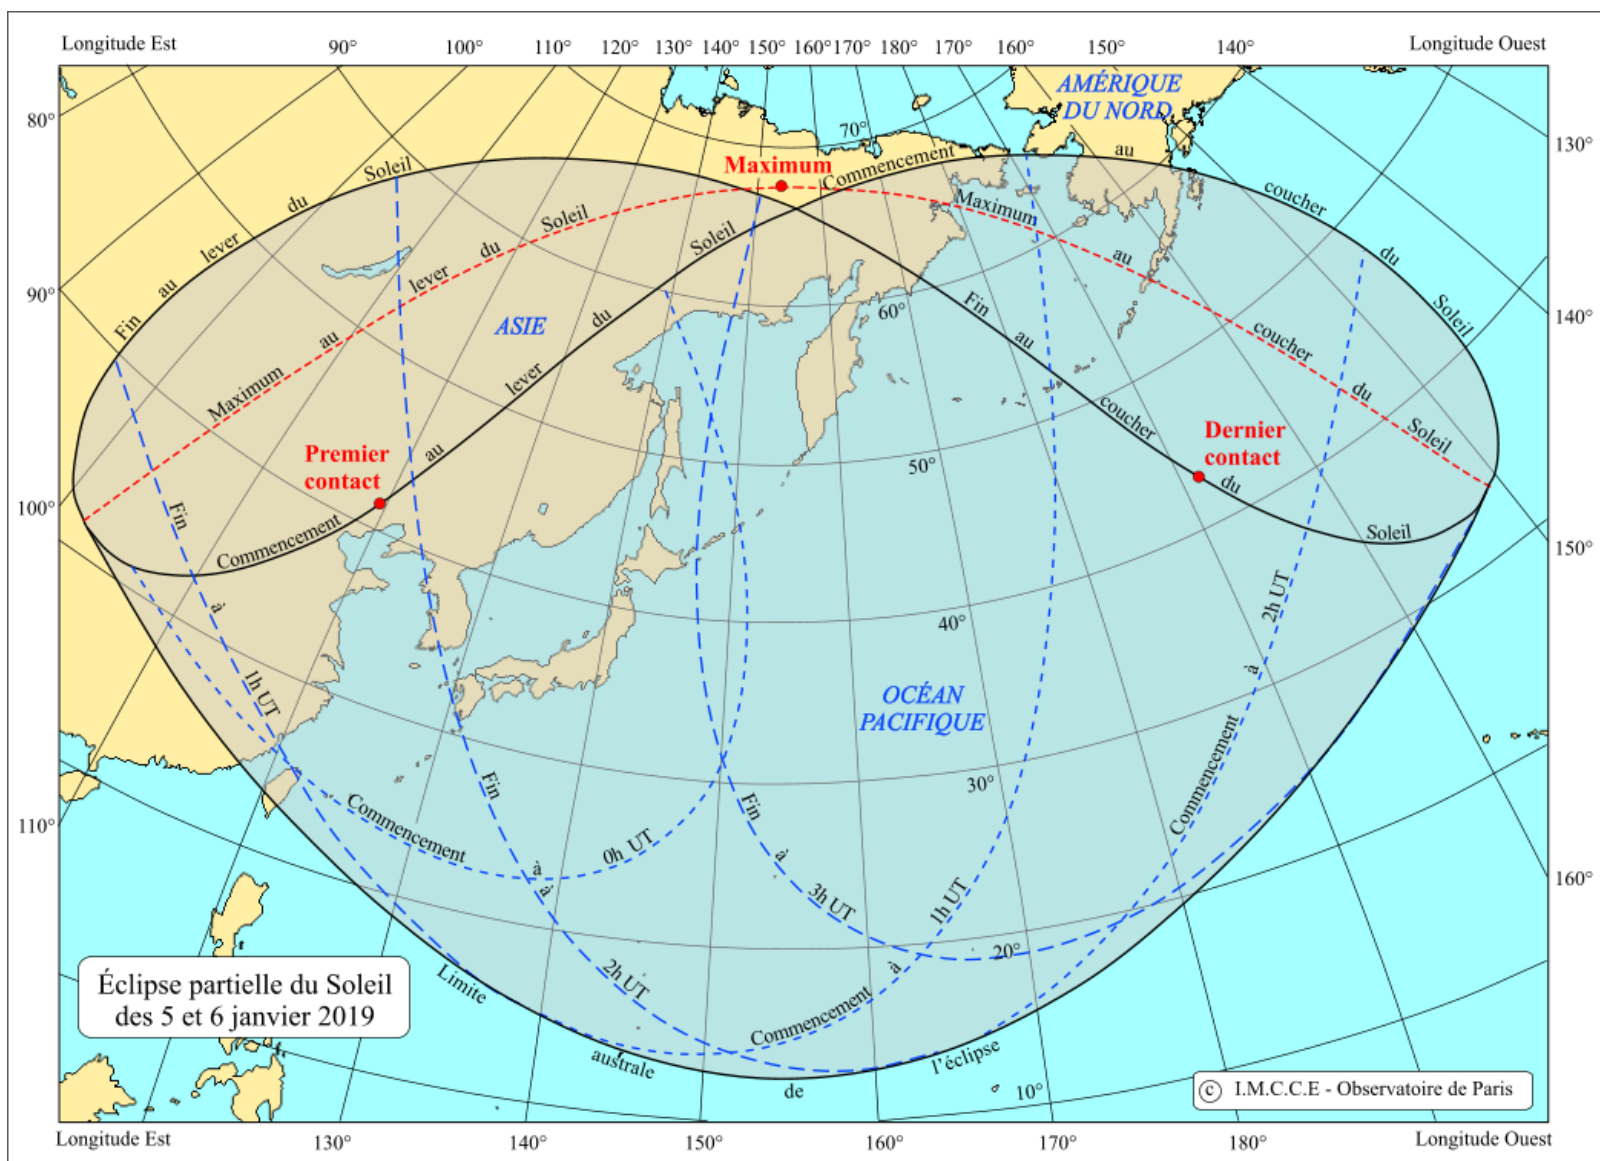 Longitude Est
90°
100°
110°
120°
130°
140°
150°
160°
170°
180°
170°
160°
150°
140°
Longitude Ouest
80°
90°
100°
110°
130°
140°
150°
160°
AMÉRIQUE
DU NORD
70°
60°
50°
40°
30°
20°
10°
Maximum
Commencement au coucher du Soleil
Fin au lever du Soleil
Maximum au lever du Soleil
Maximum au coucher du Soleil
Commencement au lever du Soleil
Fin au coucher du Soleil
ASIE
Premier
contact
Dernier
contact
OCÉAN
PACIFIQUE
Fin à 1h UT
Commencement à 0h UT
Fin à 2h UT
Fin à 3h UT
Commencement à 1h UT
Commencement à 2h UT
Limite australe de l'éclipse
Éclipse partielle du Soleil
des 5 et 6 janvier 2019
c I.M.C.C.E - Observatoire de Paris
Longitude Est
130°
140°
150°
160°
170°
180°
Longitude Ouest